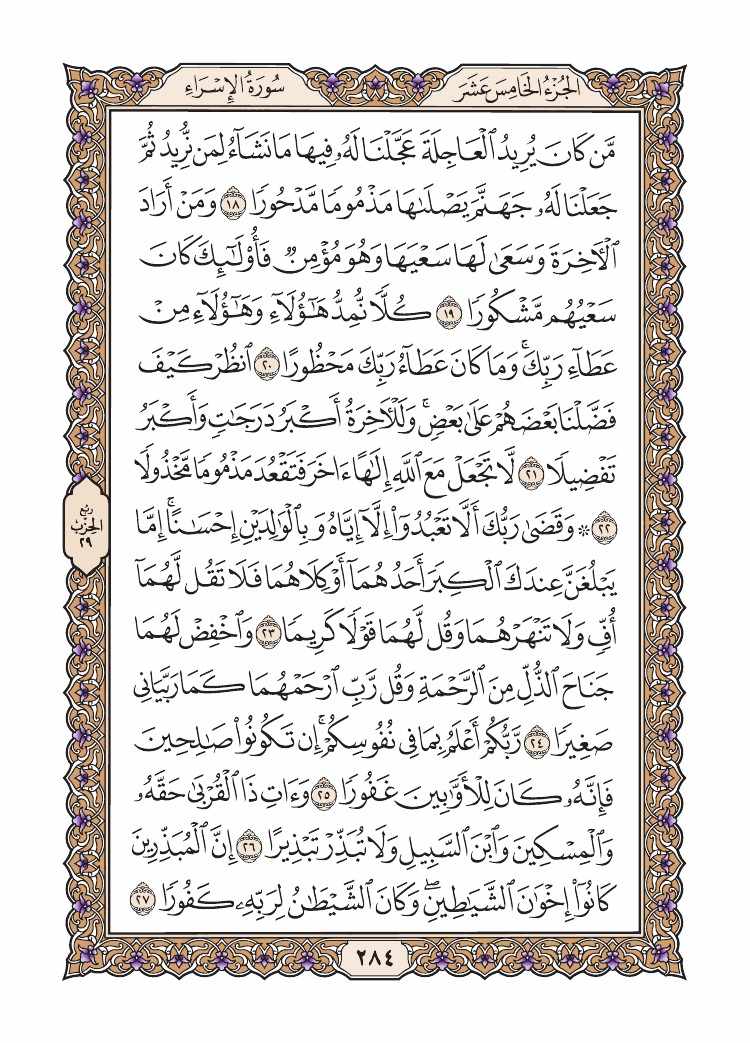 الجُزْءُ الخَامِسَ عَشَرَ
سُورَةُ الإِسْرَاءِ
مَّن كَانَ يُرِيدُ ٱلْعَاجِلَةَ عَجَّلْنَا لَهُۥ فِيهَا مَا نَشَآءُ لِمَن نُّرِيدُ ثُمَّ
جَعَلْنَا لَهُۥ جَهَنَّمَ يَصْلَىٰهَا مَذْمُومًا مَّدْحُورًا ١٨ وَمَنْ أَرَادَ
ٱلْأَخِرَةَ وَسَعَىٰ لَهَا سَعْيَهَا وَهُوَ مُؤْمِنٌ فَأُو۟لَٰٓئِكَ كَانَ
سَعْيُهُم مَّشْكُورًا ١٩ كُلًّا نُّمِدُّ هَٰٓؤُلَآءِ وَهَٰٓؤُلَآءِ مِنْ
عَطَآءِ رَبِّكَ ۚ وَمَا كَانَ عَطَآءُ رَبِّكَ مَحْظُورًا ٢٠ ٱنظُرْ كَيْفَ
فَضَّلْنَا بَعْضَهُمْ عَلَىٰ بَعْضٍ ۚ وَلَلْأَخِرَةُ أَكْبَرُ دَرَجَٰتٍ وَأَكْبَرُ
تَفْضِيلًا ٢١ لَّا تَجْعَلْ مَعَ ٱللَّهِ إِلَٰهًا ءَاخَرَ فَتَقْعُدَ مَذْمُومًا مَّخْذُولًا
٢٢ ۞ وَقَضَىٰ رَبُّكَ أَلَّا تَعْبُدُوٓا۟ إِلَّآ إِيَّاهُ وَبِٱلْوَٰلِدَيْنِ إِحْسَٰنًا ۚ إِمَّا
يَبْلُغَنَّ عِندَكَ ٱلْكِبَرَ أَحَدُهُمَآ أَوْ كِلَاهُمَا فَلَا تَقُل لَّهُمَآ
أُفٍّ وَلَا تَنْهَرْهُمَا وَقُل لَّهُمَا قَوْلًا كَرِيمًا ٢٣ وَٱخْفِضْ لَهُمَا
جَنَاحَ ٱلذُّلِّ مِنَ ٱلرَّحْمَةِ وَقُل رَّبِّ ٱرْحَمْهُمَا كَمَا رَبَّيَانِى
صَغِيرًا ٢٤ رَّبُّكُمْ أَعْلَمُ بِمَا فِى نُفُوسِكُمْ ۚ إِن تَكُونُوا۟ صَٰلِحِينَ
فَإِنَّهُۥ كَانَ لِلْأَوَّٰبِينَ غَفُورًا ٢٥ وَءَاتِ ذَا ٱلْقُرْبَىٰ حَقَّهُۥ
وَٱلْمِسْكِينَ وَٱبْنَ ٱلسَّبِيلِ وَلَا تُبَذِّرْ تَبْذِيرًا ٢٦ إِنَّ ٱلْمُبَذِّرِينَ
كَانُوٓا۟ إِخْوَٰنَ ٱلشَّيَٰطِينِ ۖ وَكَانَ ٱلشَّيْطَٰنُ لِرَبِّهِۦ كَفُورًا ٢٧
رُبْعُ
الحِزْبِ
٢٩
٢٨٤